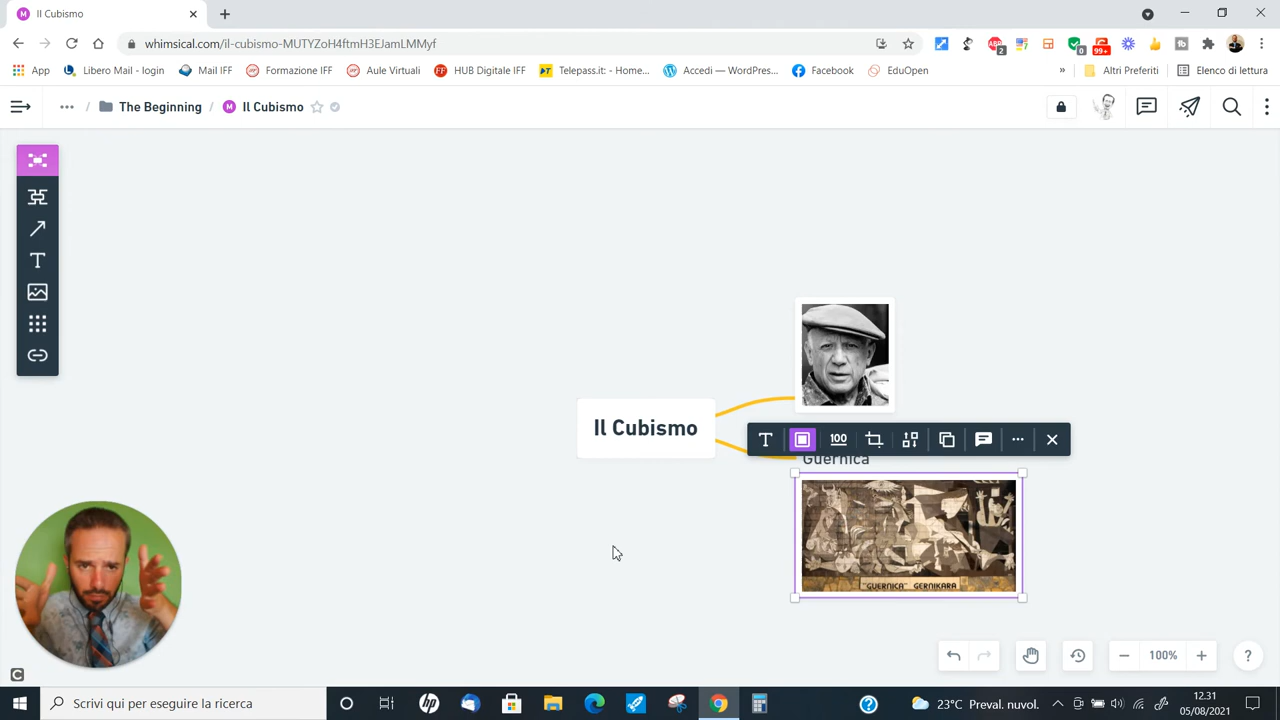 Il Cubismo
whimsical.com/il-cubismo-MUTYZoH4ftmH3EJamLMMyf
2
0
99+
App
Libero Mail - login
Mail IFF
Formazione IFF
Aule Virtuali
HUB Digitale IFF
Telepass.it: - Home...
Accedi — WordPres...
Facebook
EduOpen
»
Altri Preferiti
Elenco di lettura
... / The Beginning / Il Cubismo
T
Il Cubismo
T 100
Guernica
"GUERNICA" GERNIKARA
100%
?
C
Scrivi qui per eseguire la ricerca
23°C Preval. nuvol.
12.31
05/08/2021